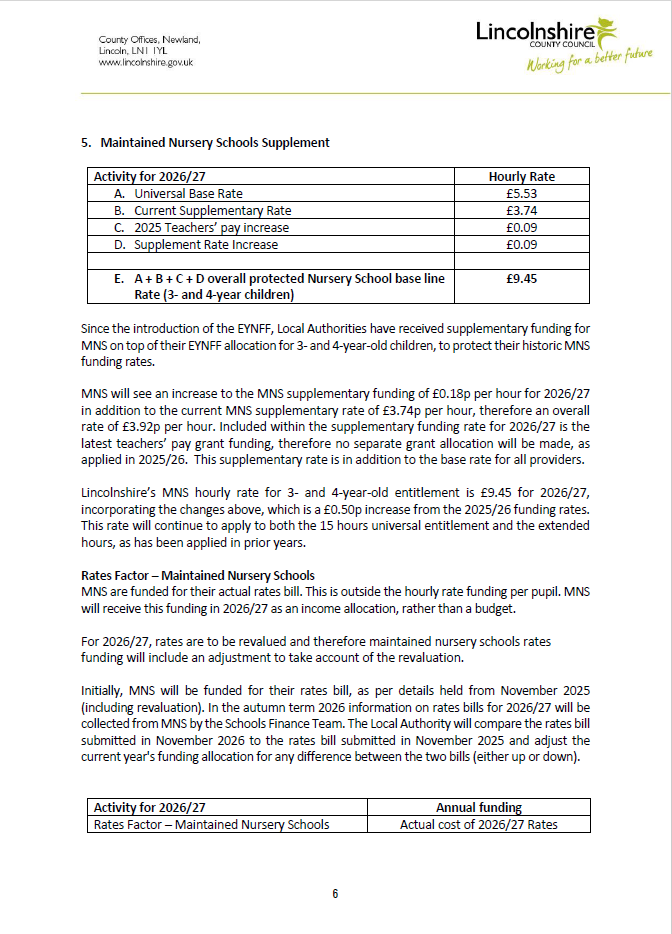 County Offices, Newland,
Lincoln, LN1 1YL
www.lincolnshire.gov.uk
Lincolnshire
COUNTY COUNCIL
Working for a better future
5. Maintained Nursery Schools Supplement
Activity for 2026/27 Hourly Rate
A. Universal Base Rate £5.53
B. Current Supplementary Rate £3.74
C. 2025 Teachers' pay increase £0.09
D. Supplement Rate Increase £0.09
E. A + B + C + D overall protected Nursery School base line £9.45
Rate (3- and 4-year children)
Since the introduction of the EYNFF, Local Authorities have received supplementary funding for
MNS on top of their EYNFF allocation for 3- and 4-year-old children, to protect their historic MNS
funding rates.
MNS will see an increase to the MNS supplementary funding of £0.18p per hour for 2026/27
in addition to the current MNS supplementary rate of £3.74p per hour, therefore an overall
rate of £3.92p per hour. Included within the supplementary funding rate for 2026/27 is the
latest teachers' pay grant funding, therefore no separate grant allocation will be made, as
applied in 2025/26. This supplementary rate is in addition to the base rate for all providers.
Lincolnshire's MNS hourly rate for 3- and 4-year-old entitlement is £9.45 for 2026/27,
incorporating the changes above, which is a £0.50p increase from the 2025/26 funding rates.
This rate will continue to apply to both the 15 hours universal entitlement and the extended
hours, as has been applied in prior years.
Rates Factor – Maintained Nursery Schools
MNS are funded for their actual rates bill. This is outside the hourly rate funding per pupil. MNS
will receive this funding in 2026/27 as an income allocation, rather than a budget.
For 2026/27, rates are to be revalued and therefore maintained nursery schools rates
funding will include an adjustment to take account of the revaluation.
Initially, MNS will be funded for their rates bill, as per details held from November 2025
(including revaluation). In the autumn term 2026 information on rates bills for 2026/27 will be
collected from MNS by the Schools Finance Team. The Local Authority will compare the rates bill
submitted in November 2026 to the rates bill submitted in November 2025 and adjust the
current year's funding allocation for any difference between the two bills (either up or down).
Activity for 2026/27 Annual funding
Rates Factor – Maintained Nursery Schools Actual cost of 2026/27 Rates
6